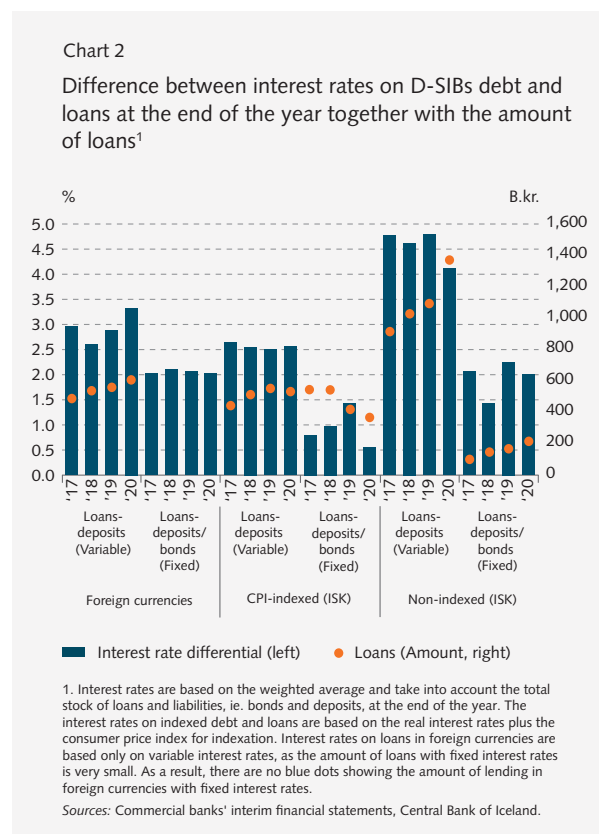 Chart 2
Difference between interest rates on D-SIBs debt and
loans at the end of the year together with the amount
of loans¹
%
B.kr.
5.0
4.5
4.0
3.5
3.0
2.5
2.0
1.5
1.0
0.5
0.0
1,600
1,400
1,200
1,000
800
600
400
200
0
'17 '18 '19 '20 '17 '18 '19 '20 '17 '18 '19 '20 '17 '18 '19 '20 '17 '18 '19 '20 '17 '18 '19 '20
Loans-
deposits
(Variable)
Loans-
deposits/
bonds
(Fixed)
Loans-
deposits
(Variable)
Loans-
deposits/
bonds
(Fixed)
Loans-
deposits
(Variable)
Loans-
deposits/
bonds
(Fixed)
Foreign currencies
CPI-indexed (ISK)
Non-indexed (ISK)
Interest rate differential (left)
Loans (Amount, right)
1. Interest rates are based on the weighted average and take into account the total
stock of loans and liabilities, ie. bonds and deposits, at the end of the year. The
interest rates on indexed debt and loans are based on the real interest rates plus the
consumer price index for indexation. Interest rates on loans in foreign currencies are
based only on variable interest rates, as the amount of loans with fixed interest rates
is very small. As a result, there are no blue dots showing the amount of lending in
foreign currencies with fixed interest rates.
Sources: Commercial banks' interim financial statements, Central Bank of Iceland.